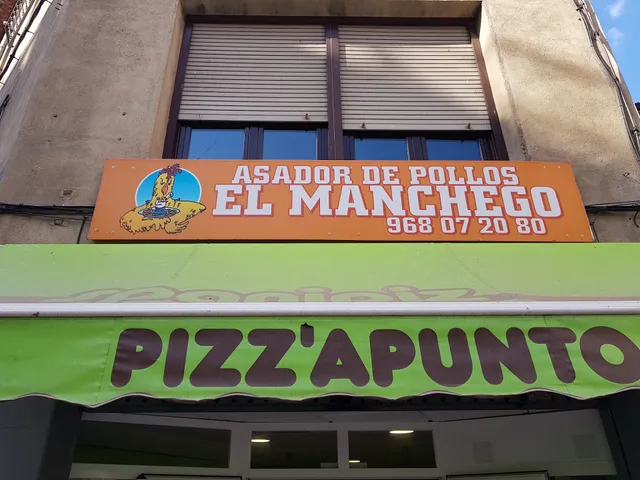 ASADOR DE POLLOS
EL MANCHEGO
968 07 20 80
PIZZ'APUNTO